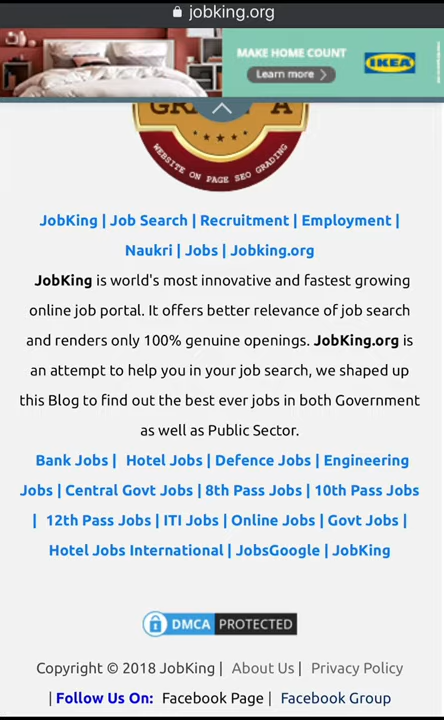 jobking.org
MAKE HOME COUNT
Learn more
IKEA
WEBSITE ON PAGE SEO GRADING
JobKing | Job Search | Recruitment | Employment |
Naukri | Jobs | Jobking.org
JobKing is world's most innovative and fastest growing
online job portal. It offers better relevance of job search
and renders only 100% genuine openings. JobKing.org is
an attempt to help you in your job search, we shaped up
this Blog to find out the best ever jobs in both Government
as well as Public Sector.
Bank Jobs | Hotel Jobs | Defence Jobs | Engineering
Jobs | Central Govt Jobs | 8th Pass Jobs | 10th Pass Jobs
| 12th Pass Jobs | ITI Jobs | Online Jobs | Govt Jobs |
Hotel Jobs International | JobsGoogle | JobKing
DMCA PROTECTED
Copyright © 2018 JobKing | About Us | Privacy Policy
| Follow Us On: Facebook Page | Facebook Group